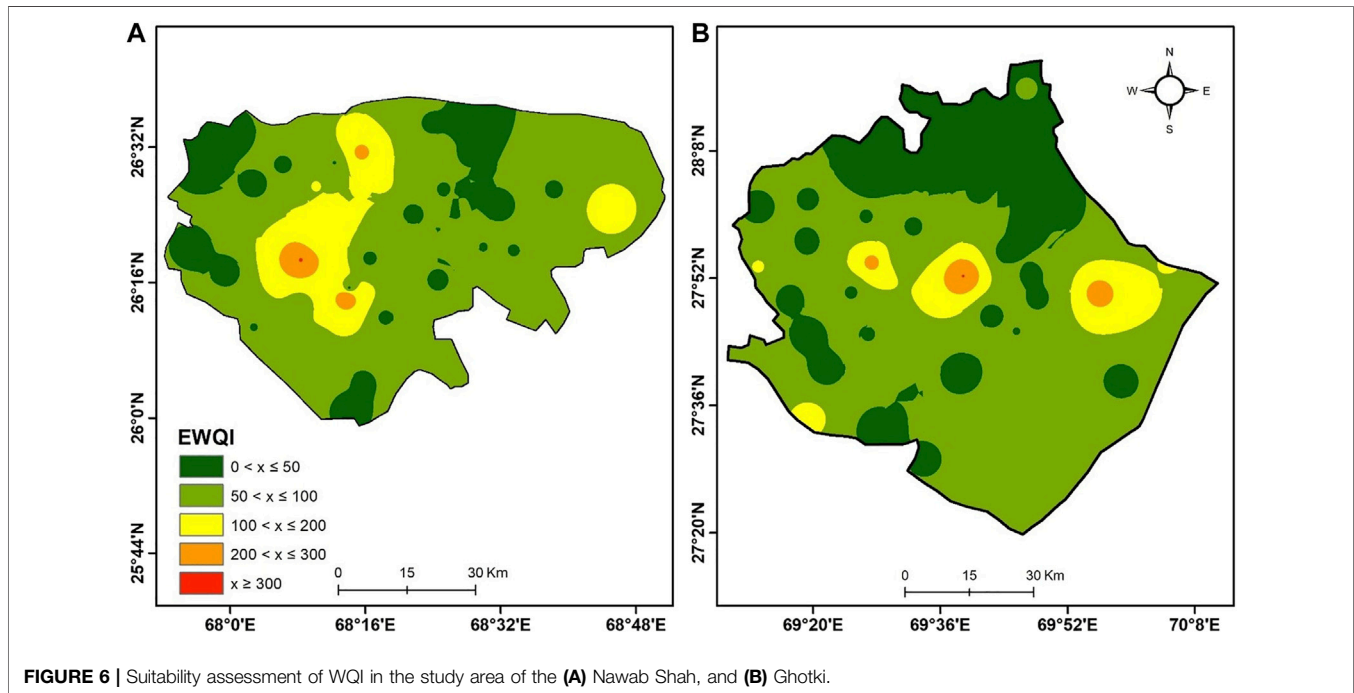 A
B
N
W E
S
26°32'N
26°16'N
26°0'N
25°44'N
28°8'N
27°52'N
27°36'N
27°20'N
EWQI
0 < x ≤ 50
50 < x ≤ 100
100 < x ≤ 200
200 < x ≤ 300
x ≥ 300
0 15 30 Km
0 15 30 Km
68°0'E 68°16'E 68°32'E 68°48'E
69°20'E 69°36'E 69°52'E 70°8'E
FIGURE 6 | Suitability assessment of WQI in the study area of the (A) Nawab Shah, and (B) Ghotki.